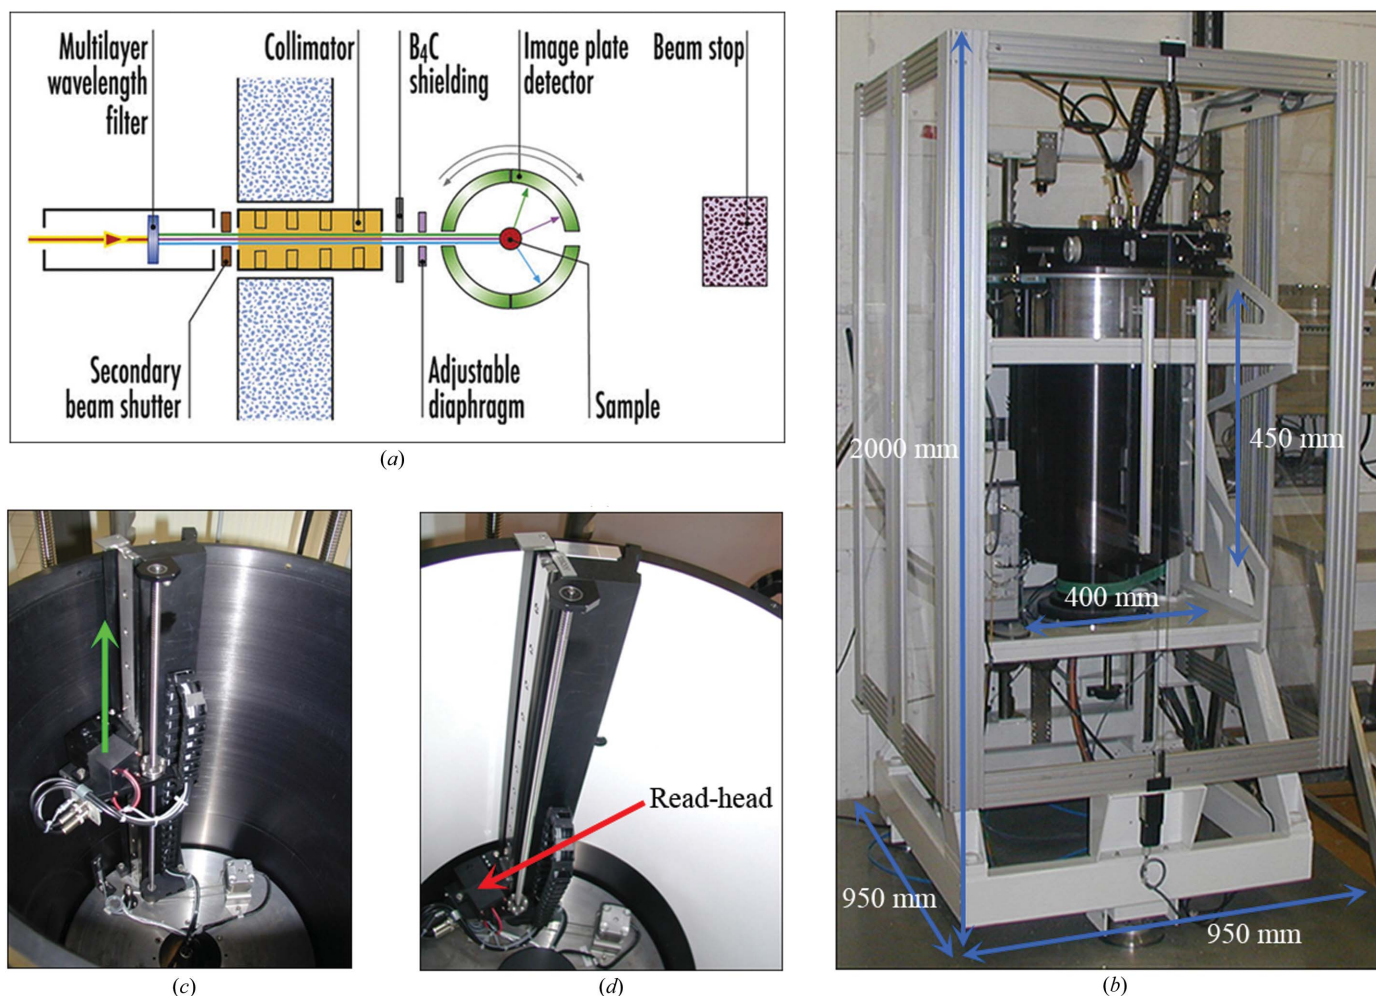 Multilayer
wavelength
filter
Collimator
B4C
shielding
Image plate
detector
Beam stop
Secondary
beam shutter
Adjustable
diaphragm
Sample
(a)
2000 mm
450 mm
400 mm
950 mm
950 mm
(b)
(c)
Read-head
(d)